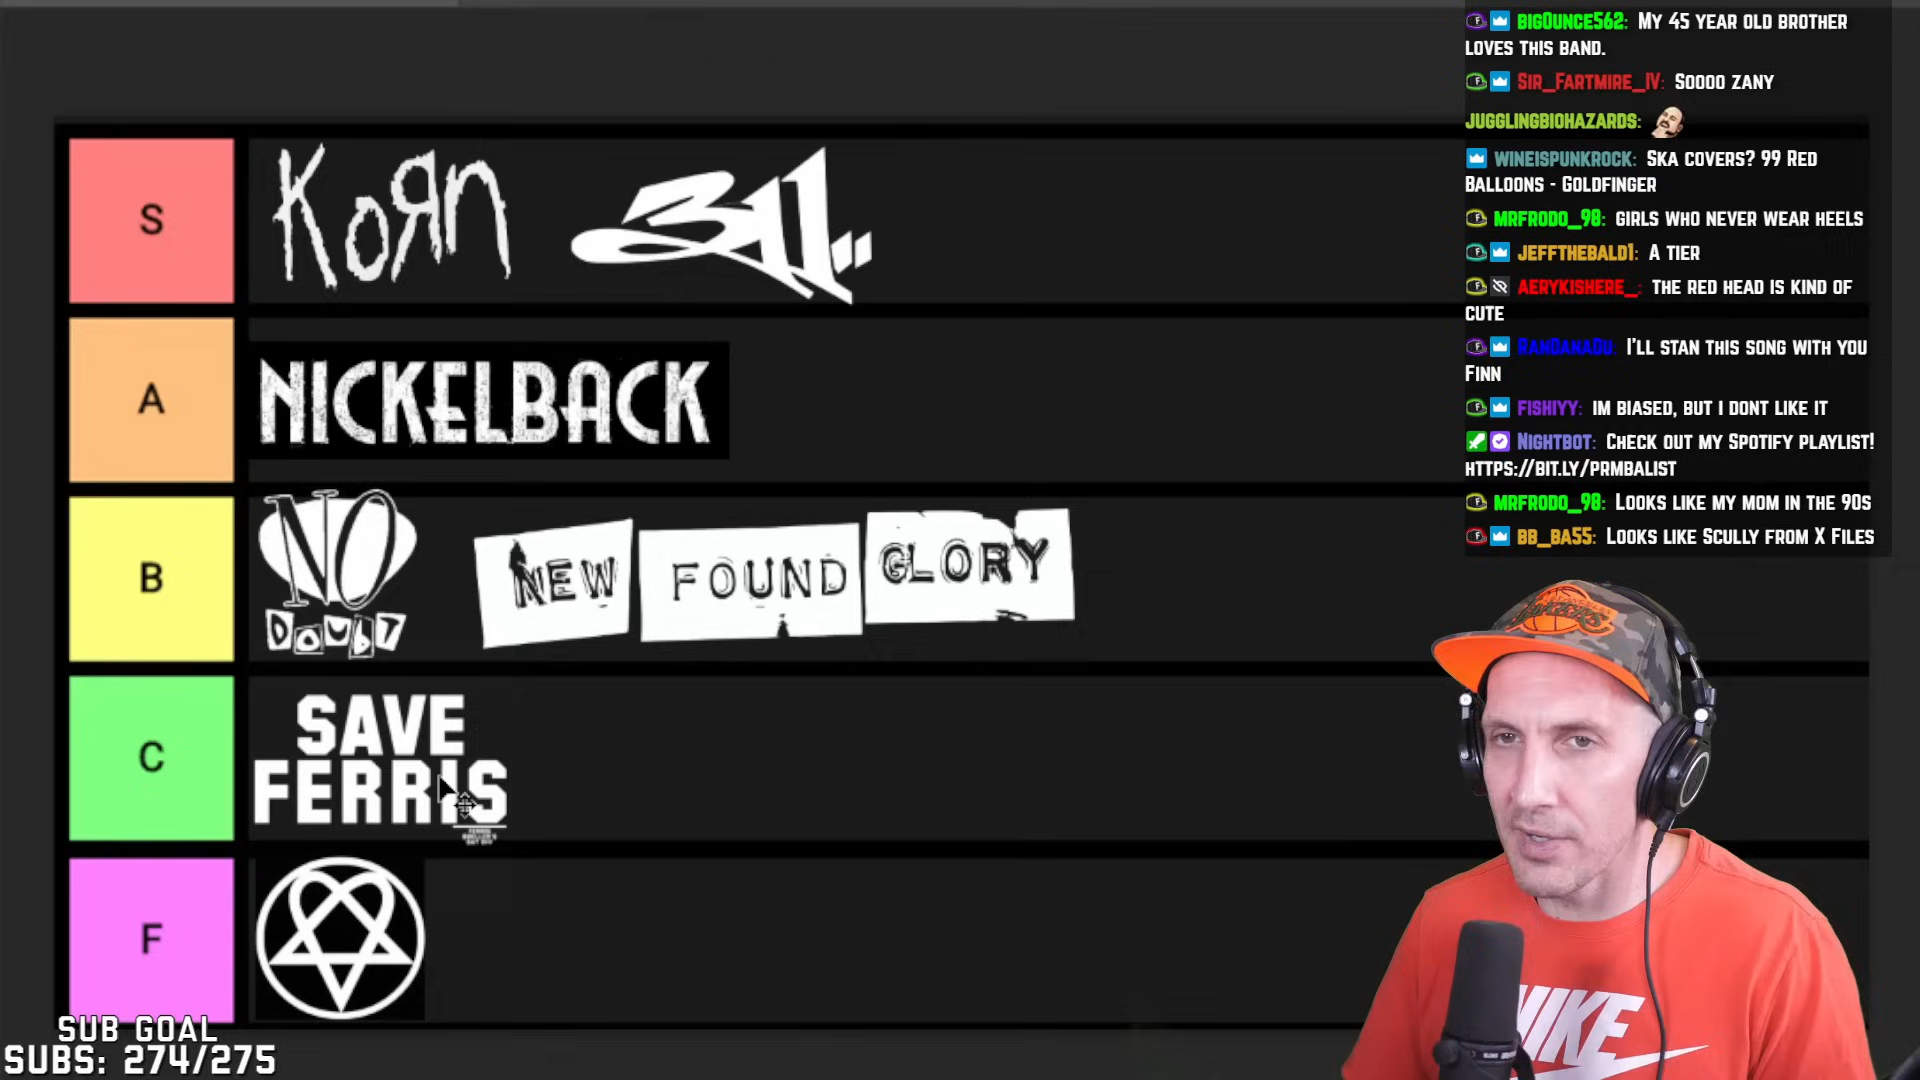 S
KoRn 311
A
NICKELBACK
B
NO
DOUBT
NEW FOUND GLORY
C
SAVE
FERRIS
F
SUB GOAL
SUBS: 274/275
BIGOUNCE562: MY 45 YEAR OLD BROTHER
LOVES THIS BAND.
SIR_FARTMIRE_IV: SOOOO ZANY
JUGGLINGBIOHAZARDS:
WINEISPUNKROCK: SKA COVERS? 99 RED
BALLOONS - GOLDFINGER
MRFRODO_98: GIRLS WHO NEVER WEAR HEELS
JEFFTHEBALD1: A TIER
AERYKISHERE_: THE RED HEAD IS KIND OF
CUTE
RANDANADU: I'LL STAN THIS SONG WITH YOU
FINN
FISHIYY: IM BIASED, BUT I DONT LIKE IT
NIGHTBOT: CHECK OUT MY SPOTIFY PLAYLIST!
HTTPS://BIT.LY/PRMBALIST
MRFRODO_98: LOOKS LIKE MY MOM IN THE 90S
BB_BA55: LOOKS LIKE SCULLY FROM X FILES
NIKE